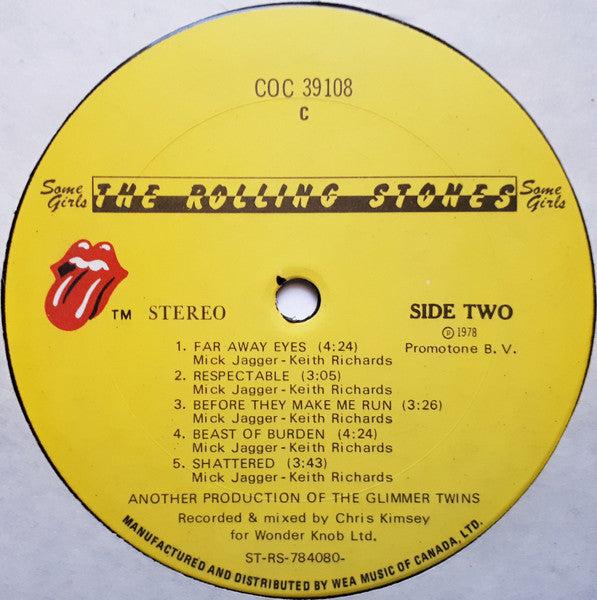 COC 39108
C
Some Girls
THE ROLLING STONES
Some Girls
TM STEREO
SIDE TWO
℗ 1978
Promotone B. V.
1. FAR AWAY EYES (4:24)
Mick Jagger - Keith Richards
2. RESPECTABLE (3:05)
Mick Jagger - Keith Richards
3. BEFORE THEY MAKE ME RUN (3:26)
Mick Jagger - Keith Richards
4. BEAST OF BURDEN (4:24)
Mick Jagger - Keith Richards
5. SHATTERED (3:43)
Mick Jagger - Keith Richards
ANOTHER PRODUCTION OF THE GLIMMER TWINS
Recorded & mixed by Chris Kimsey
for Wonder Knob Ltd.
ST-RS-784080-
MANUFACTURED AND DISTRIBUTED BY WEA MUSIC OF CANADA, LTD.